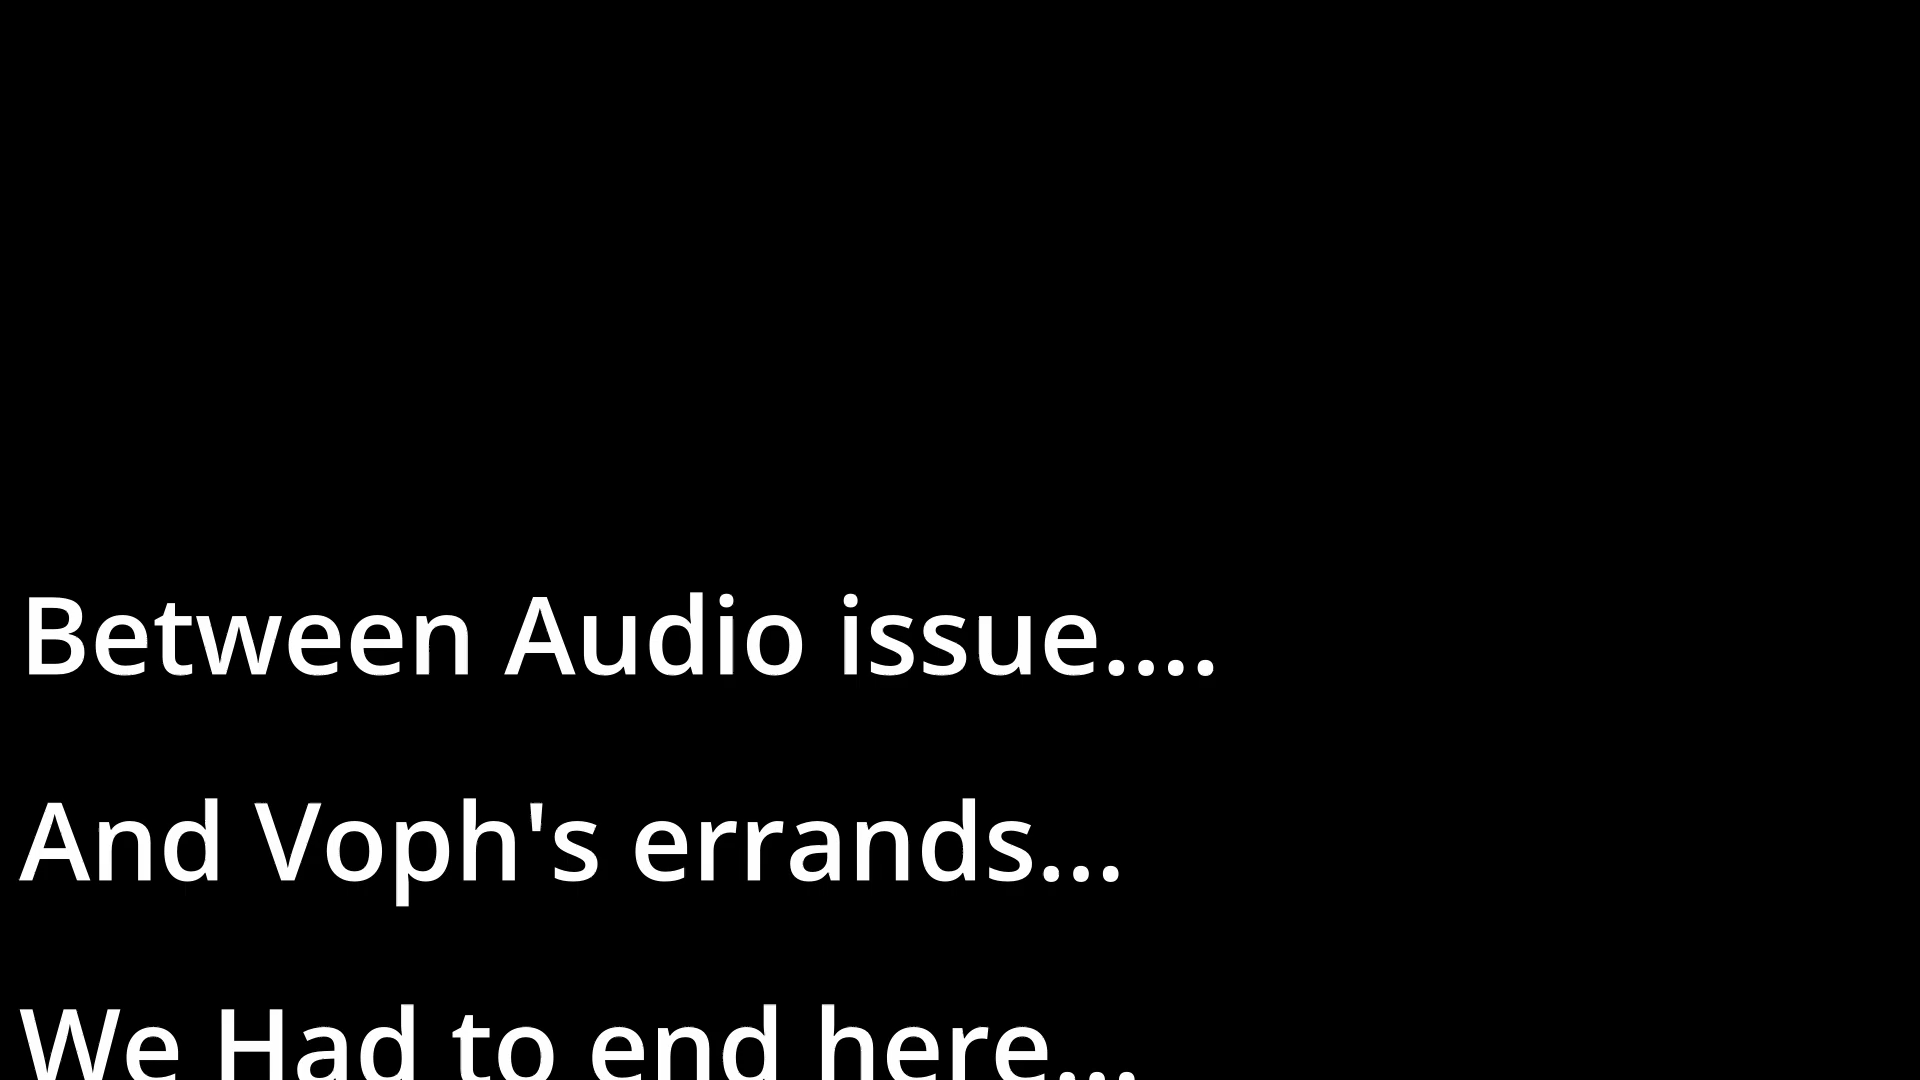 Between Audio issue....
And Voph's errands...
We Had to end here...